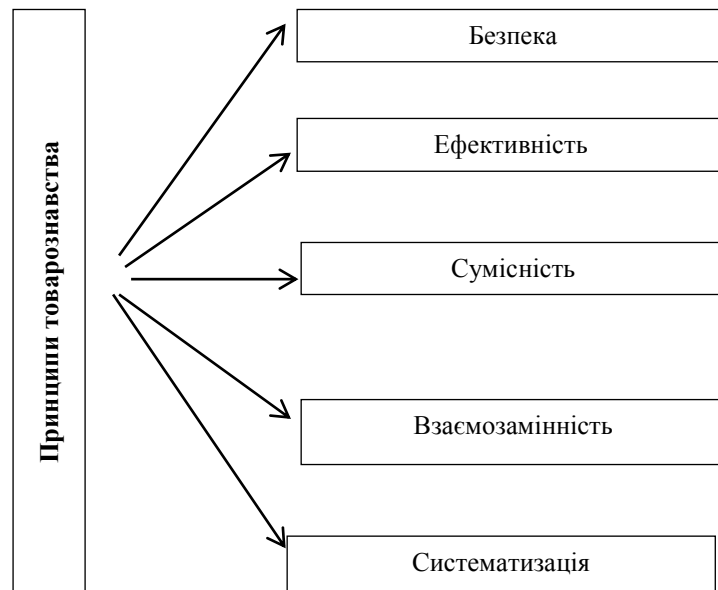 Принципи товарознавства
Безпека
Ефективність
Сумісність
Взаємозамінність
Систематизація